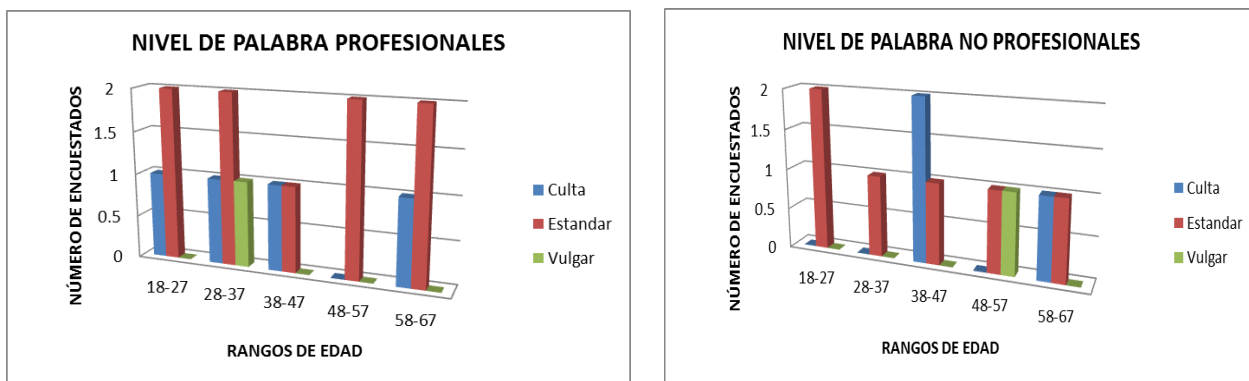 NIVEL DE PALABRA PROFESIONALES
NÚMERO DE ENCUESTADOS
2
1.5
1
0.5
0
18-27
28-37
38-47
48-57
58-67
RANGOS DE EDAD
Culta
Estandar
Vulgar
NIVEL DE PALABRA NO PROFESIONALES
NÚMERO DE ENCUESTADOS
2
1.5
1
0.5
0
18-27
28-37
38-47
48-57
58-67
RANGOS DE EDAD
Culta
Estandar
Vulgar